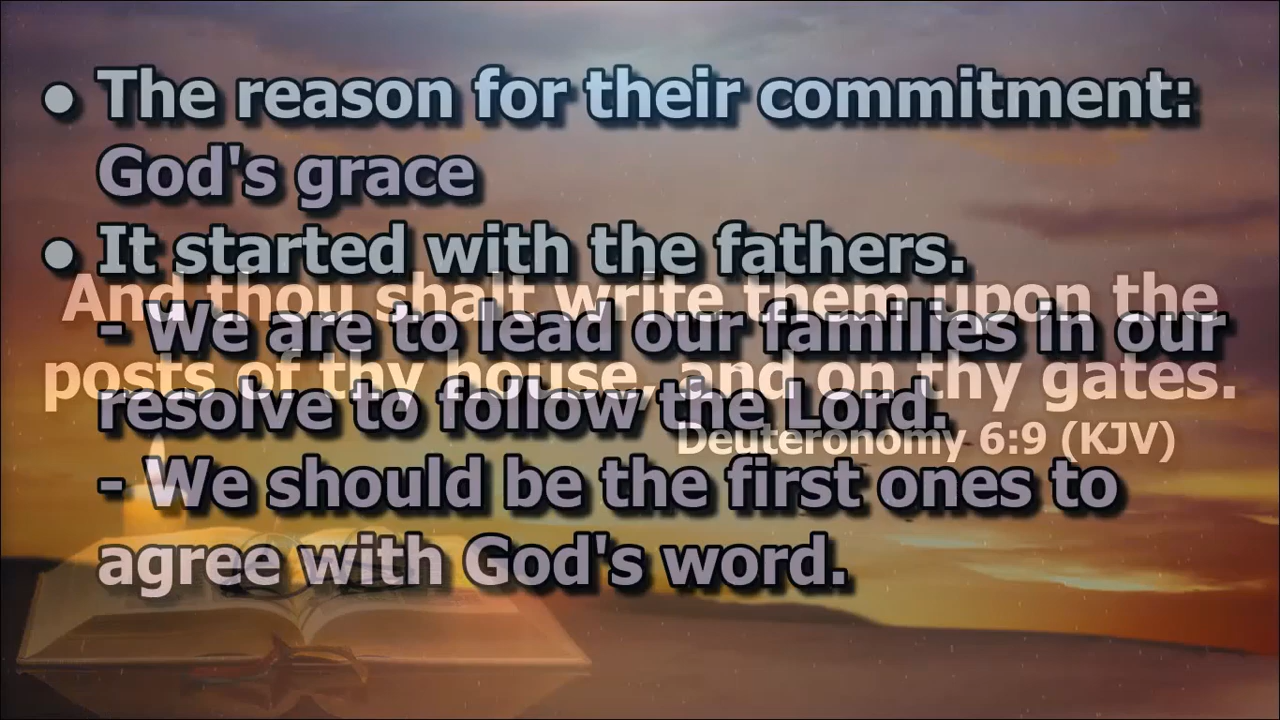 • The reason for their commitment:
God's grace
• It started with the fathers.
And thou shalt write them upon the
- We are to lead our families in our
posts of thy house, and on thy gates.
resolve to follow the Lord.
Deuteronomy 6:9 (KJV)
- We should be the first ones to
agree with God's word.